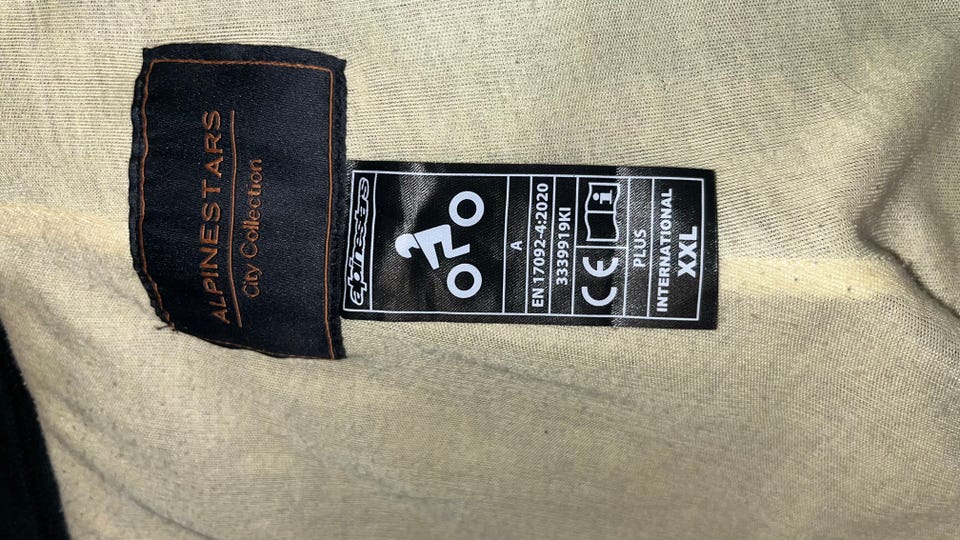 ALPINESTARS
City Collection
alpinestars
A
EN 17092-4:2020
3339919KI
CE i
PLUS
INTERNATIONAL
XXL